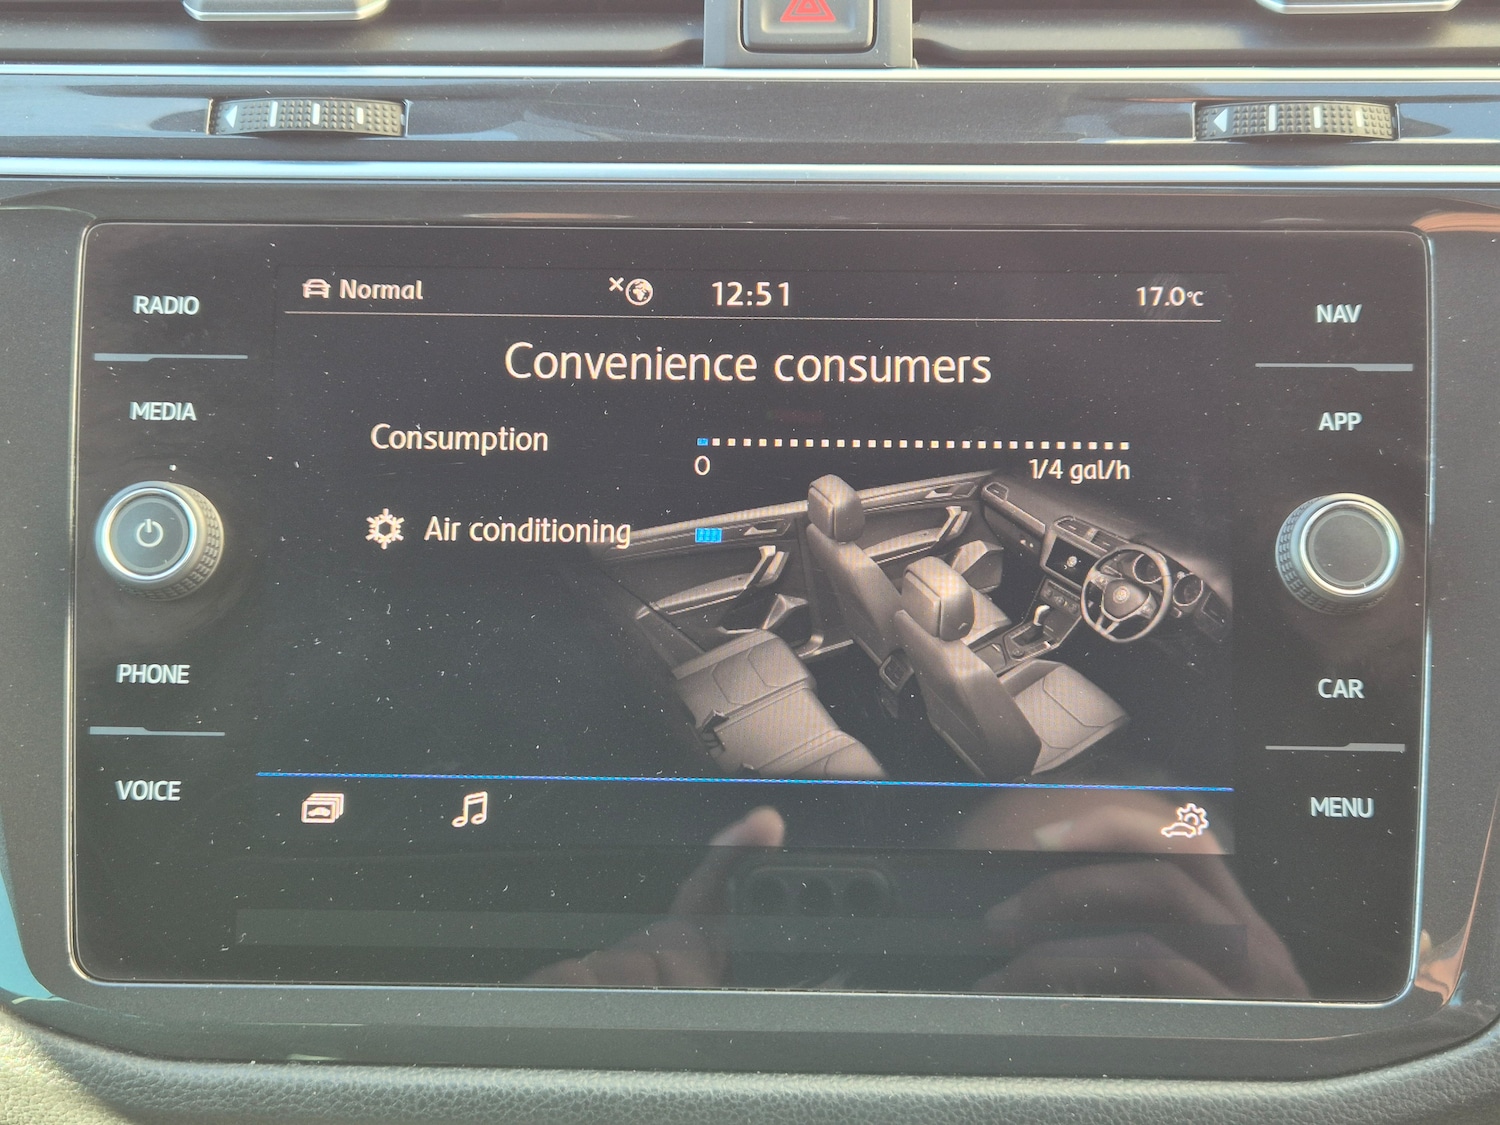 RADIO
MEDIA
PHONE
VOICE
Normal
12:51
17.0°C
Convenience consumers
Consumption
0
1/4 gal/h
Air conditioning
NAV
APP
CAR
MENU